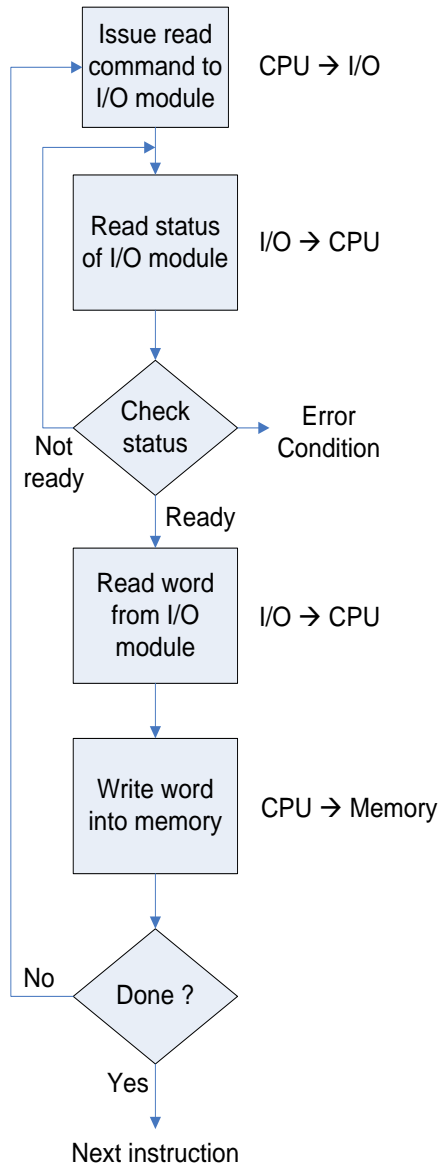 Issue read
command to
I/O module
CPU → I/O
Read status
of I/O module
I/O → CPU
Check
status
Error
Condition
Not
ready
Ready
Read word
from I/O
module
I/O → CPU
Write word
into memory
CPU → Memory
No
Done ?
Yes
Next instruction